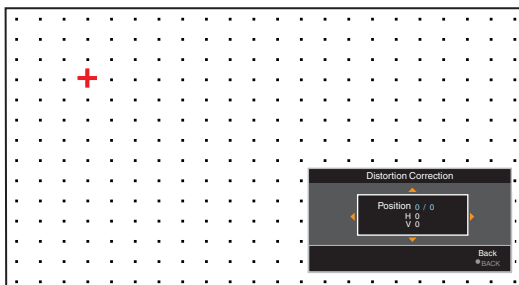 Distortion Correction
Position 0 / 0
H 0
V 0
Back
BACK